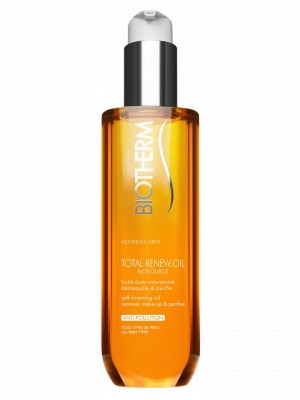 BIOTHERM
NOUVEAU | NEW
TOTAL RENEW.OIL
BIOSOURCE
huile auto-moussante
démaquille & purifie
self-foaming oil
removes make-up & purifies
ANTI-POLLUTION
TOUS TYPES DE PEAU
ALL SKIN TYPES